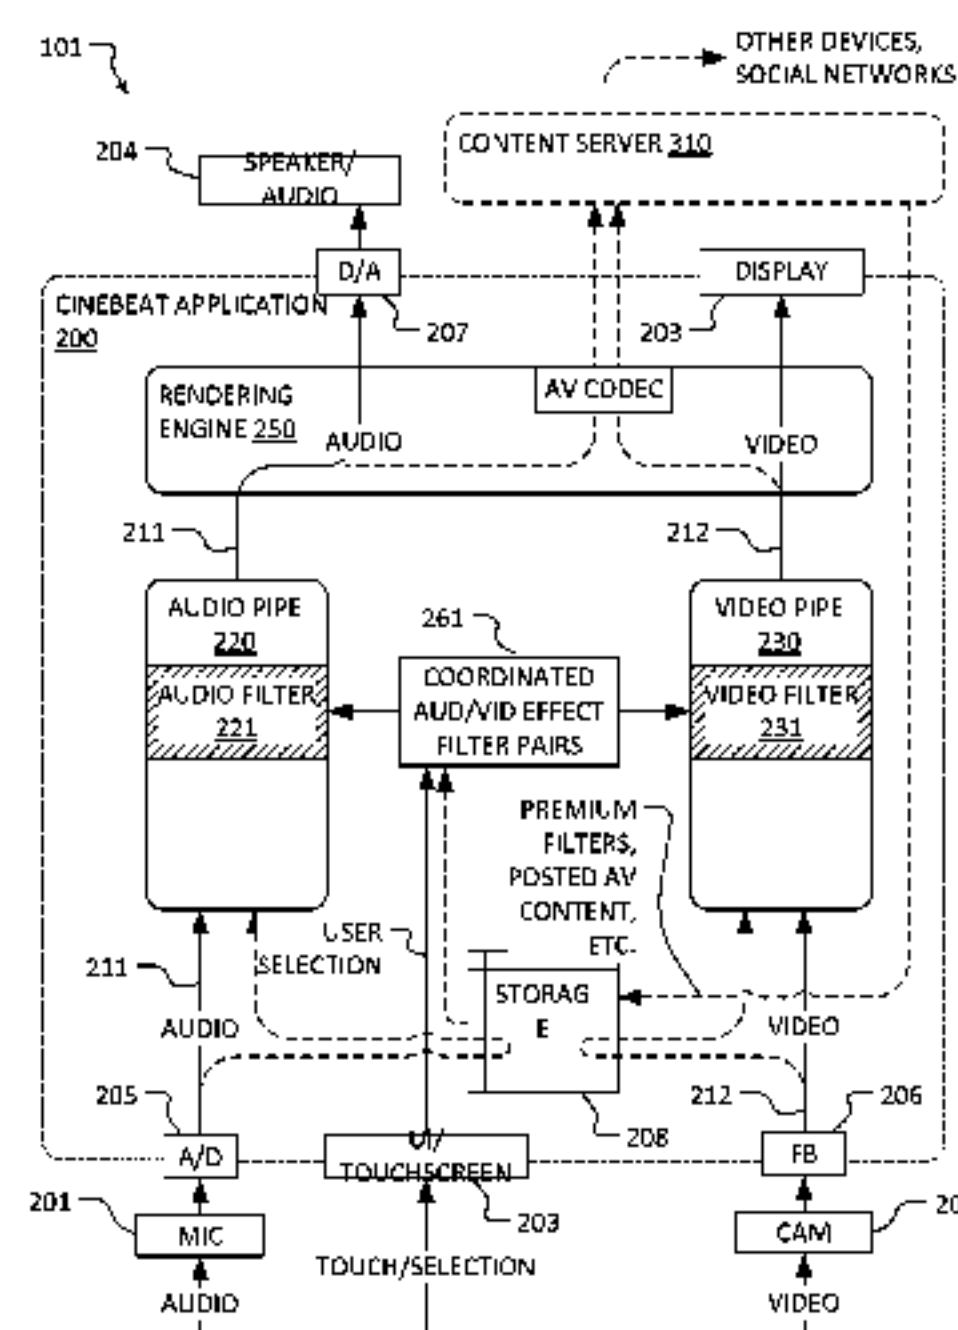 101
OTHER DEVICES,
SOCIAL NETWORKS
CONTENT SERVER 310
204
SPEAKER/
AUDIO
D/A
DISPLAY
CINEBEAT APPLICATION
200
207
203
RENDERING
ENGINE 250
AV CODEC
AUDIO
VIDEO
211
212
AUDIO PIPE
220
AUDIO FILTER
221
261
COORDINATED
AUD/VID EFFECT
FILTER PAIRS
VIDEO PIPE
230
VIDEO FILTER
231
PREMIUM
FILTERS,
POSTED AV
CONTENT,
ETC.
USER
SELECTION
211
STORAG
E
AUDIO
VIDEO
205
208
212
206
A/D
UI/
TOUCHSCREEN
FB
201
MIC
203
CAM
20
TOUCH/SELECTION
AUDIO
VIDEO